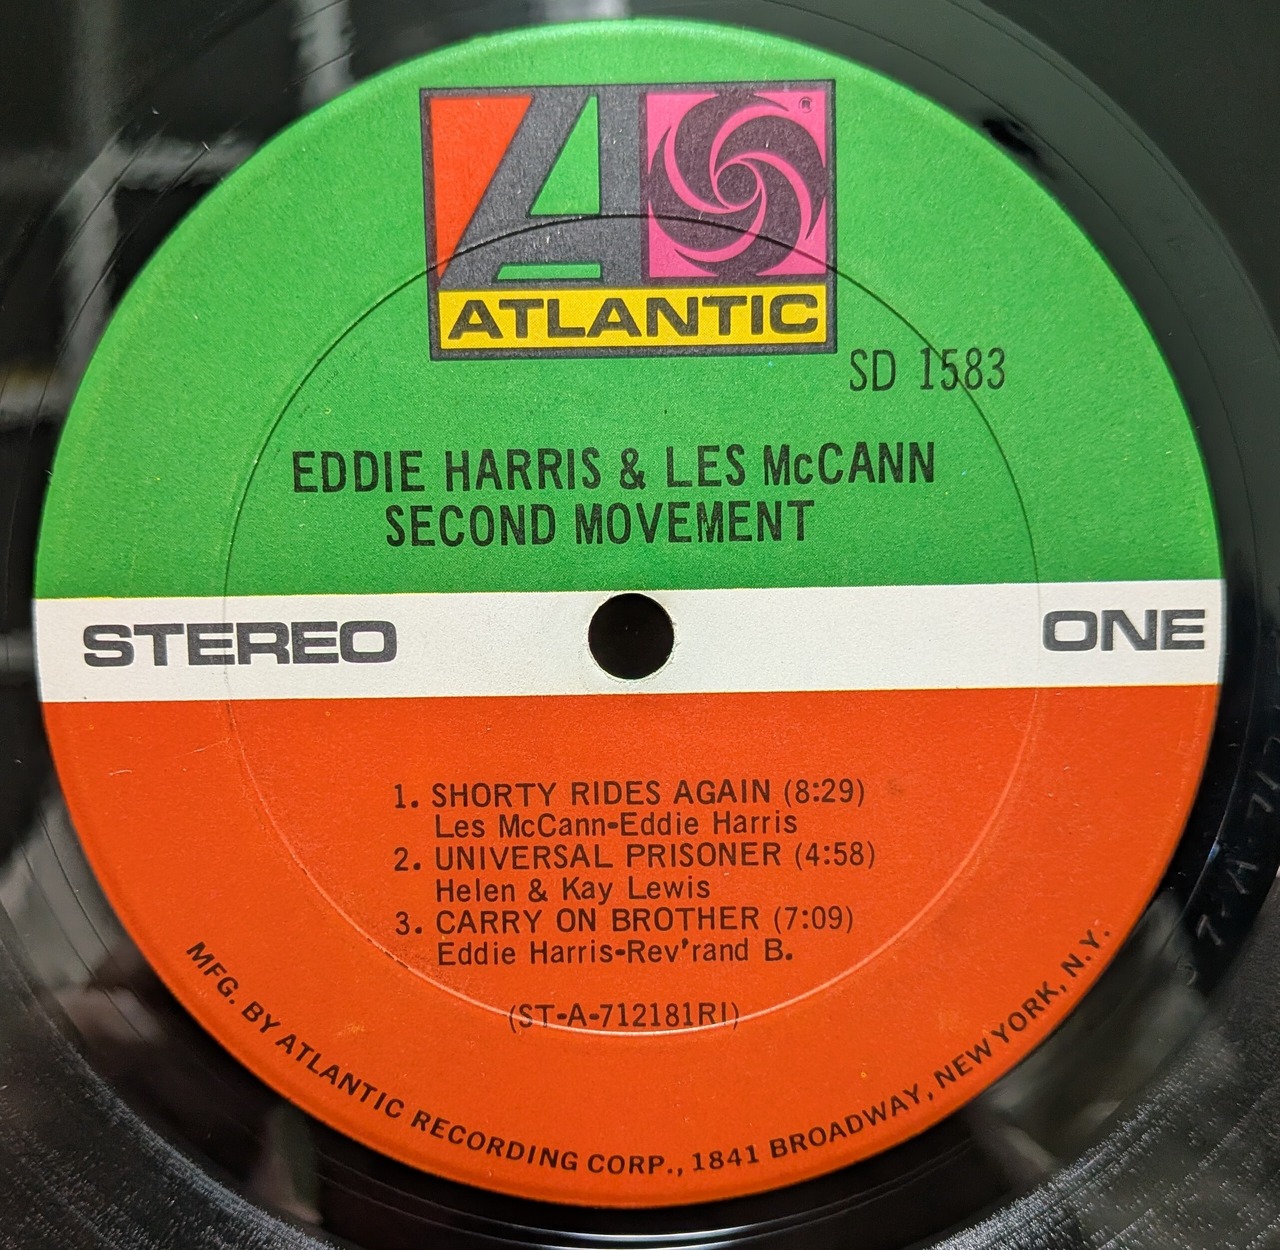 ATLANTIC
®
SD 1583
EDDIE HARRIS & LES McCANN
SECOND MOVEMENT
STEREO
ONE
1. SHORTY RIDES AGAIN (8:29)
Les McCann-Eddie Harris
2. UNIVERSAL PRISONER (4:58)
Helen & Kay Lewis
3. CARRY ON BROTHER (7:09)
Eddie Harris-Rev'rand B.
(ST-A-712181RI)
MFG. BY ATLANTIC RECORDING CORP., 1841 BROADWAY, NEW YORK, N.Y.